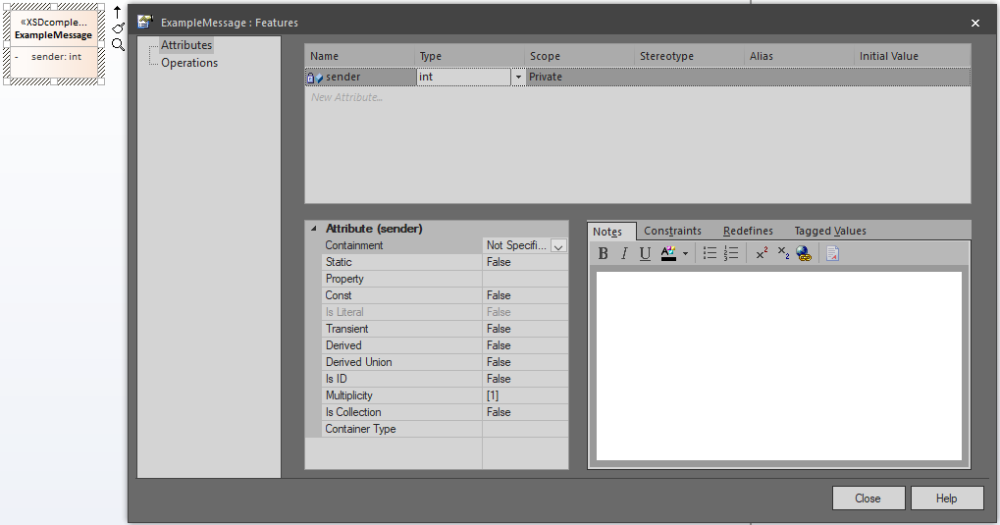 «XSDcomple...
ExampleMessage
- sender: int
ExampleMessage : Features
Attributes
Operations
Name Type Scope Stereotype Alias Initial Value
sender int Private
New Attribute...
Attribute (sender)
Containment Not Specifi...
Static False
Property
Const False
Is Literal False
Transient False
Derived False
Derived Union False
Is ID False
Multiplicity [1]
Is Collection False
Container Type
Notes Constraints Redefines Tagged Values
B I U A x² x₂
Close Help